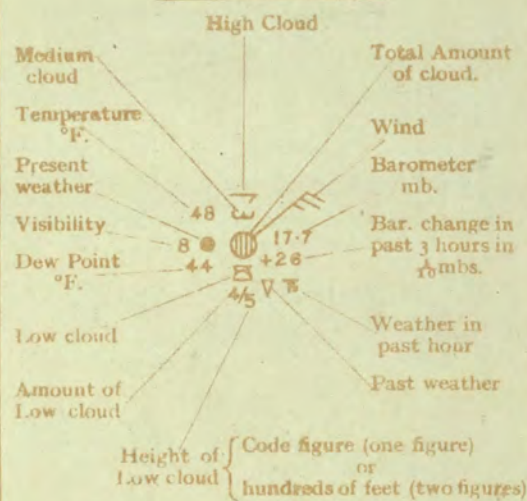 High Cloud
Medium
cloud
Total Amount
of cloud.
Temperature
°F.
Wind
Present
weather
Barometer
mb.
48
Visibility
8
17·7
Bar. change in
past 3 hours in
1/10 mbs.
+26
Dew Point
°F.
44
4/5
Low cloud
Weather in
past hour
Amount of
Low cloud
Past weather
Height of
Low cloud
Code figure (one figure)
or
hundreds of feet (two figures)